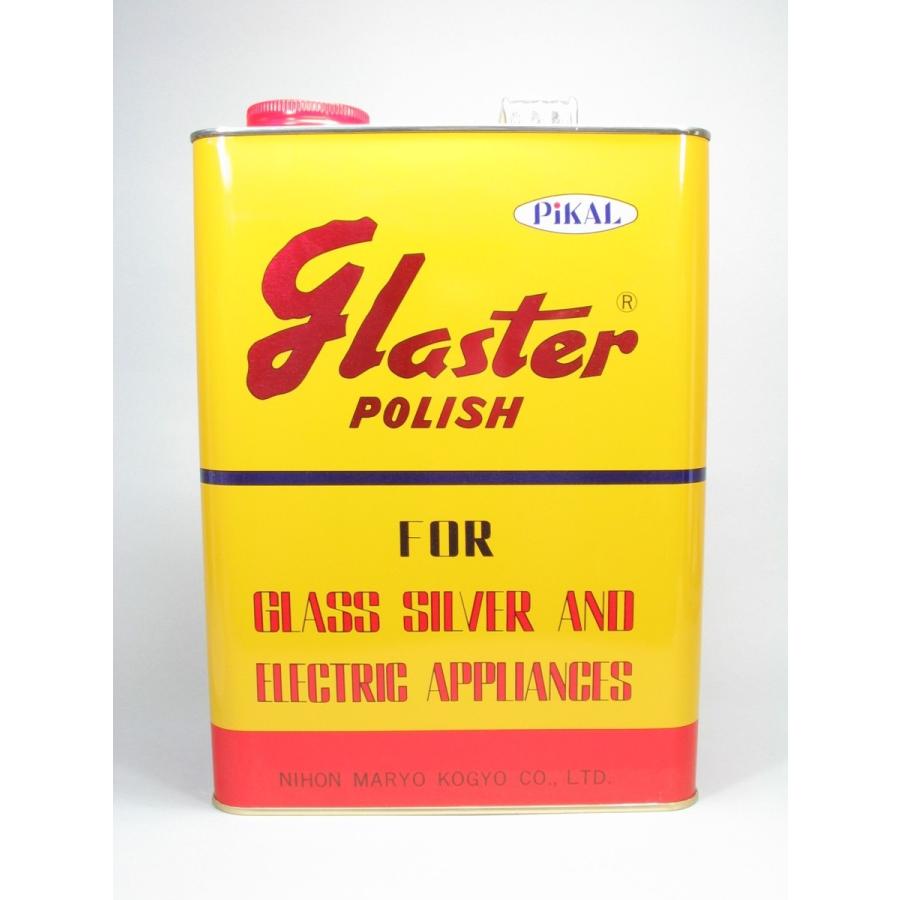 PiKAL
Glaster®
POLISH
FOR
GLASS SILVER AND
ELECTRIC APPLIANCES
NIHON MARYO KOGYO CO., LTD.